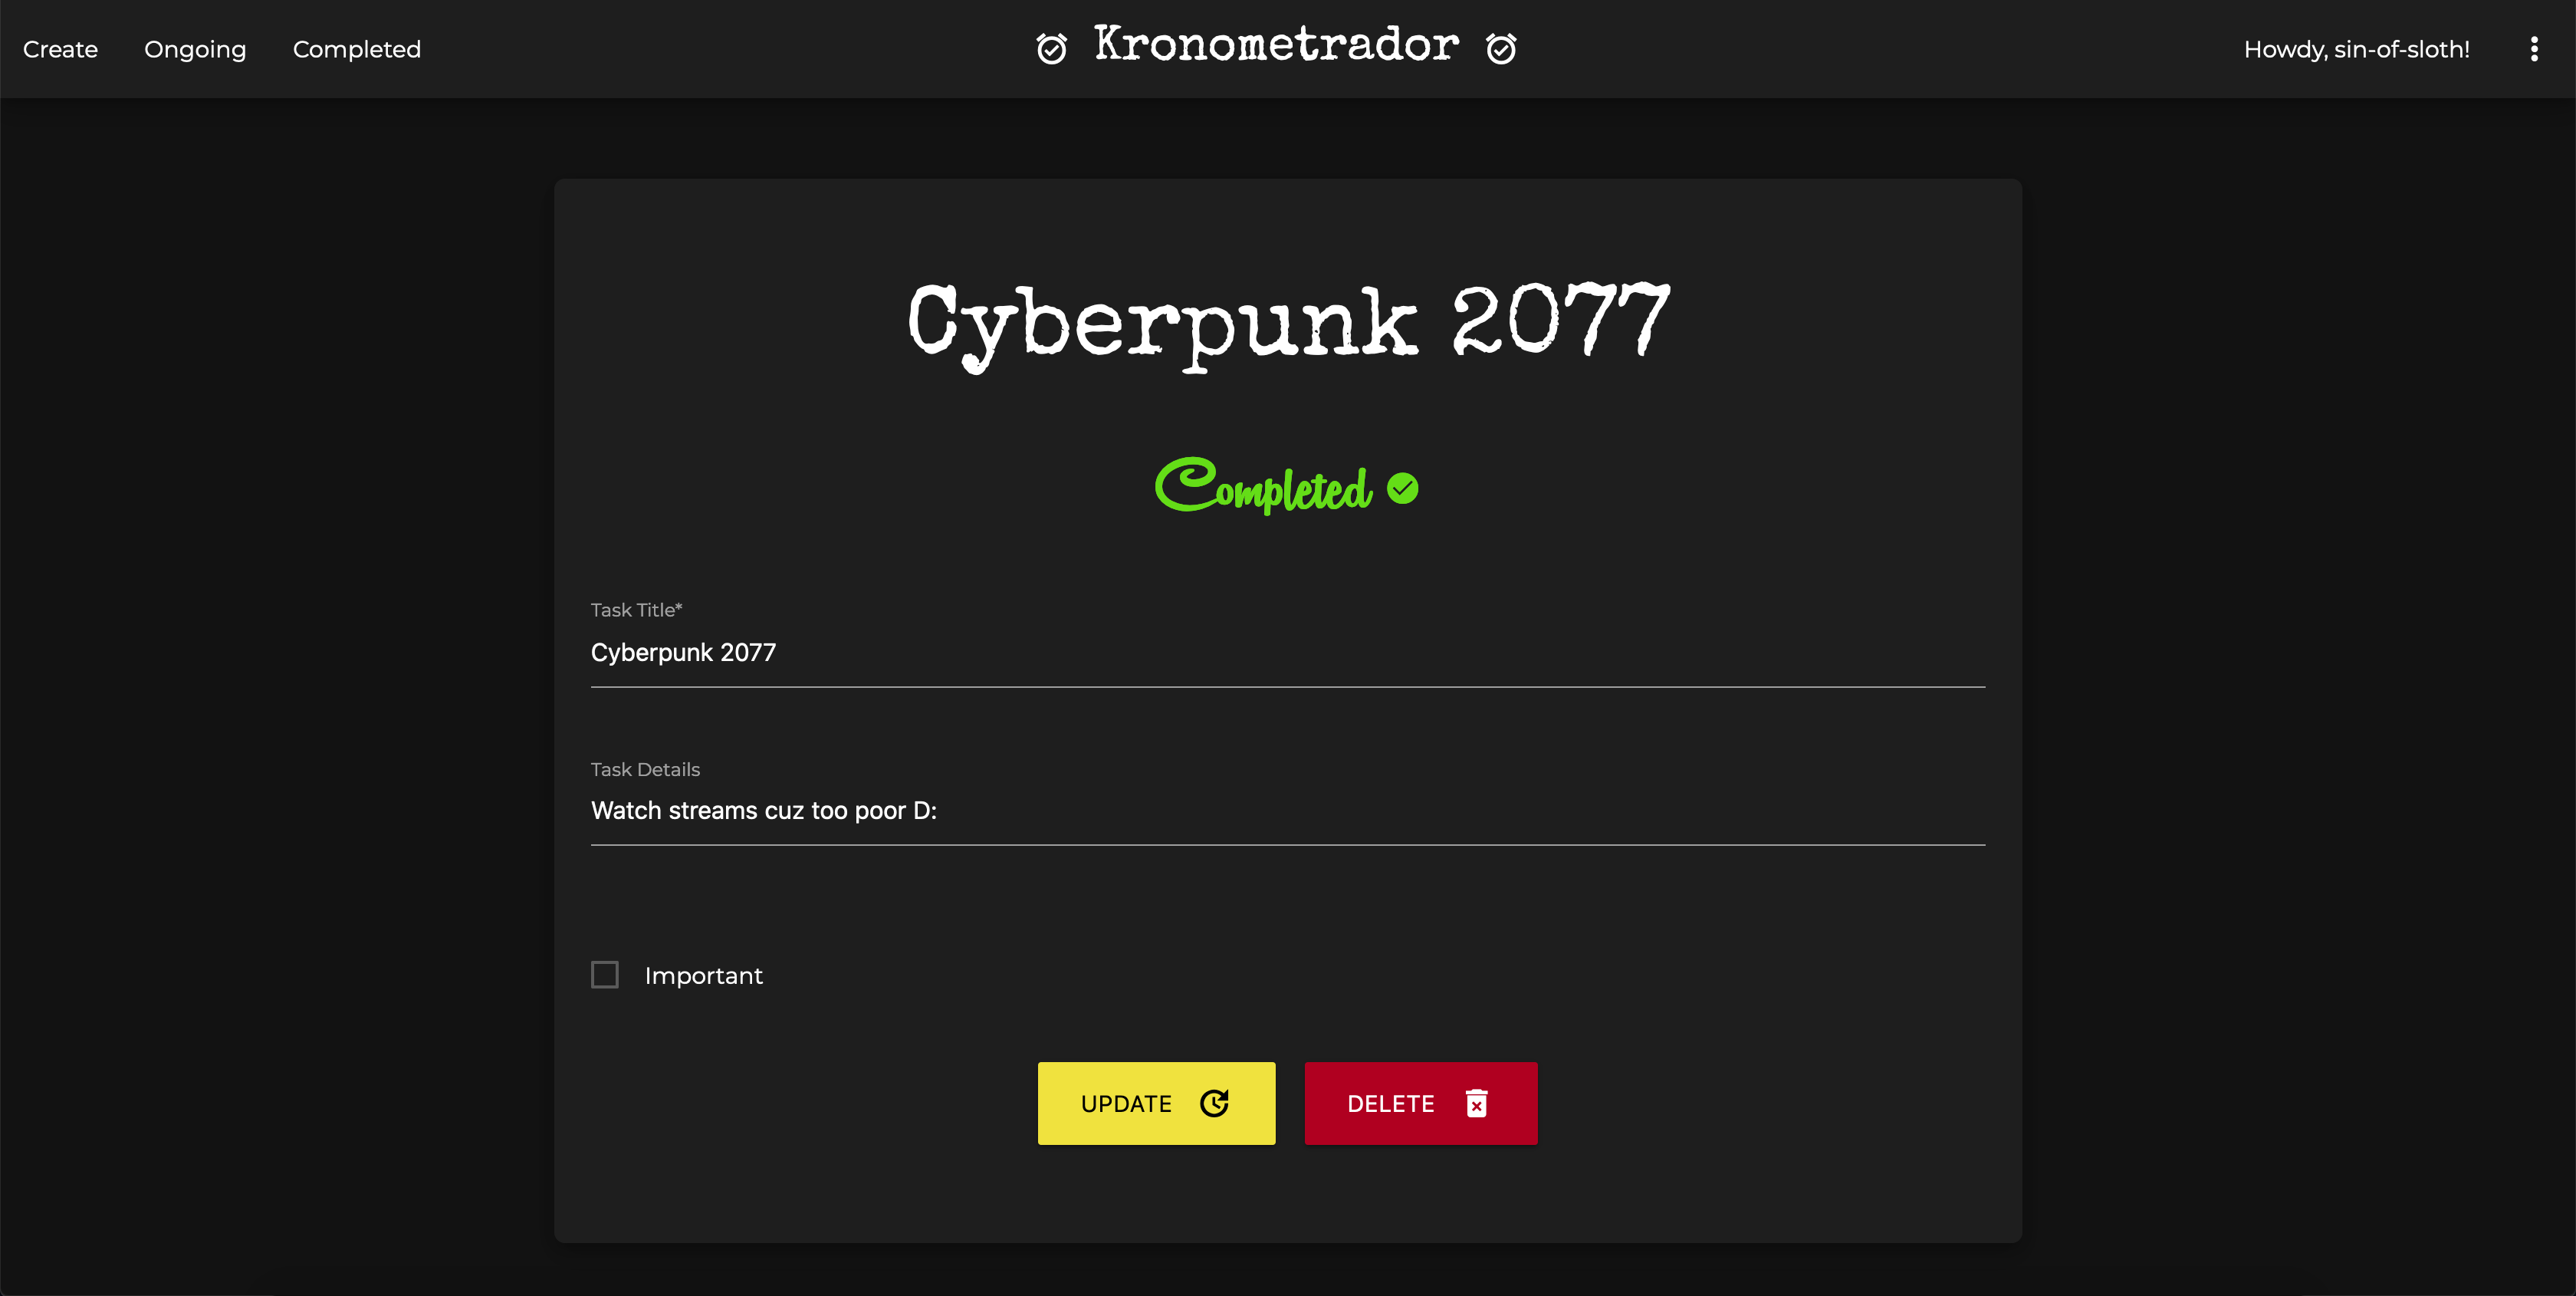 Create Ongoing Completed Kronometrador Howdy, sin-of-sloth!
Cyberpunk 2077
Completed
Task Title*
Cyberpunk 2077
Task Details
Watch streams cuz too poor D:
Important
UPDATE DELETE